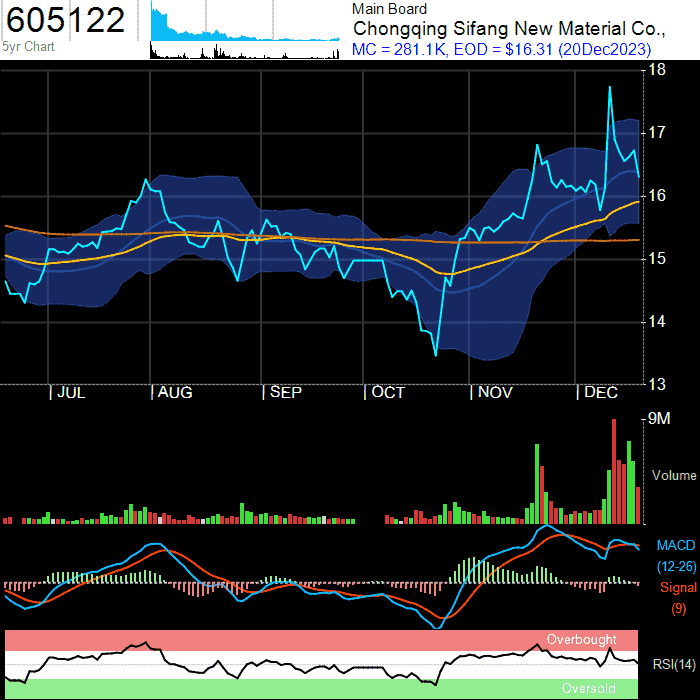 605122
5yr Chart
Main Board
Chongqing Sifang New Material Co.,
MC = 281.1K, EOD = $16.31 (20Dec2023)
18
17
16
15
14
13
| JUL | AUG | SEP | OCT | NOV | DEC
9M
Volume
MACD
(12-26)
Signal
(9)
Overbought
RSI(14)
Oversold